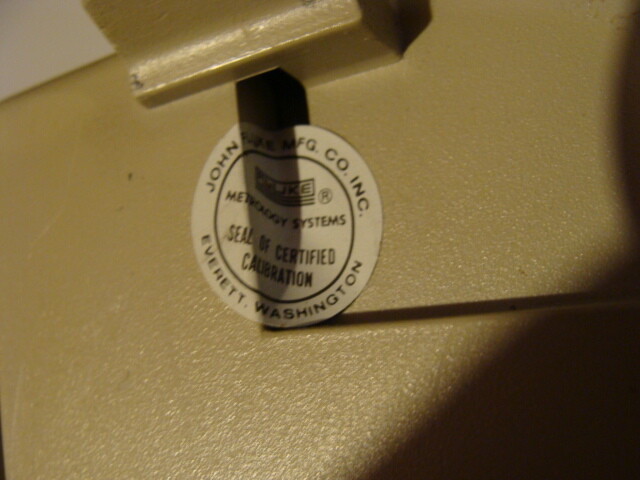 JOHN FLUKE MFG. CO. INC.
FLUKE ®
METROLOGY SYSTEMS
SEAL OF CERTIFIED
CALIBRATION
EVERETT, WASHINGTON